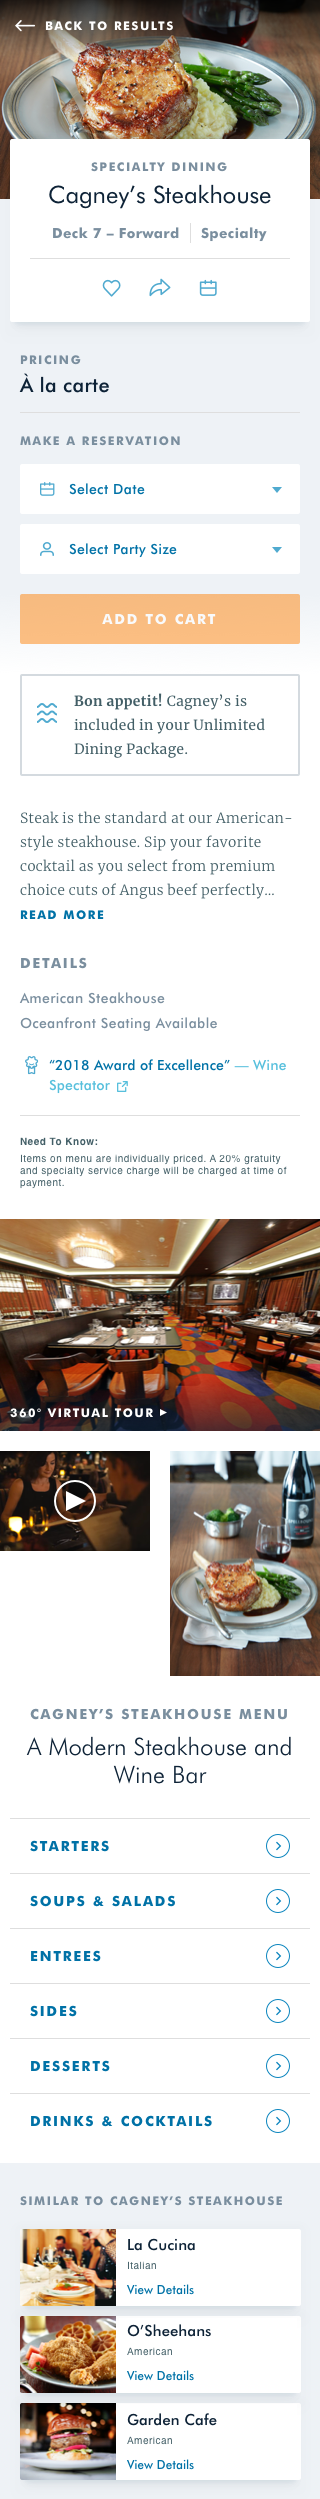 BACK TO RESULTS
SPECIALTY DINING
Cagney’s Steakhouse
Deck 7 – Forward Specialty
PRICING
À la carte
MAKE A RESERVATION
Select Date
Select Party Size
ADD TO CART
Bon appetit! Cagney’s is
included in your Unlimited
Dining Package.
Steak is the standard at our American-
style steakhouse. Sip your favorite
cocktail as you select from premium
choice cuts of Angus beef perfectly...
READ MORE
DETAILS
American Steakhouse
Oceanfront Seating Available
“2018 Award of Excellence” — Wine
Spectator
Need To Know:
Items on menu are individually priced. A 20% gratuity
and specialty service charge will be charged at time of
payment.
360° VIRTUAL TOUR
CAGNEY’S STEAKHOUSE MENU
A Modern Steakhouse and
Wine Bar
STARTERS
SOUPS & SALADS
ENTREES
SIDES
DESSERTS
DRINKS & COCKTAILS
SIMILAR TO CAGNEY’S STEAKHOUSE
La Cucina
Italian
View Details
O’Sheehans
American
View Details
Garden Cafe
American
View Details